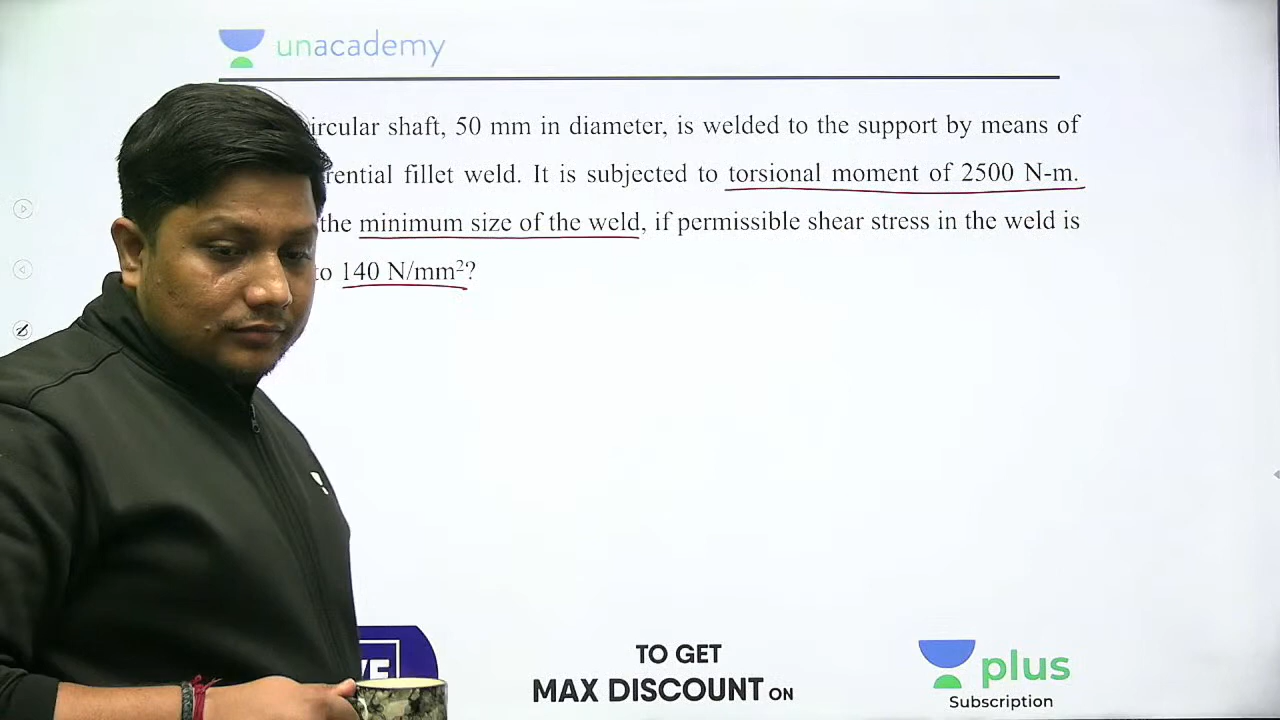 unacademy
ircular shaft, 50 mm in diameter, is welded to the support by means of
rential fillet weld. It is subjected to torsional moment of 2500 N-m.
the minimum size of the weld, if permissible shear stress in the weld is
to 140 N/mm²?
TO GET
MAX DISCOUNT ON
plus
Subscription